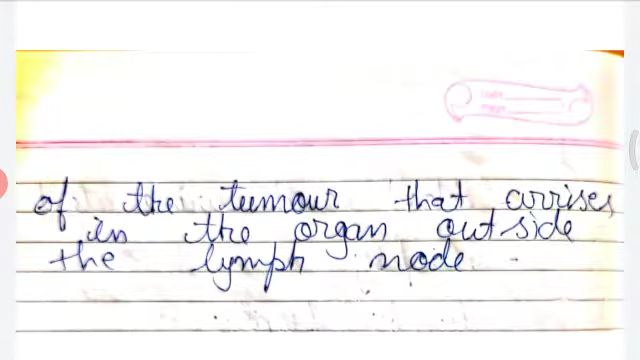 of the tumour that arrises
in the organ outside
the lymph node.